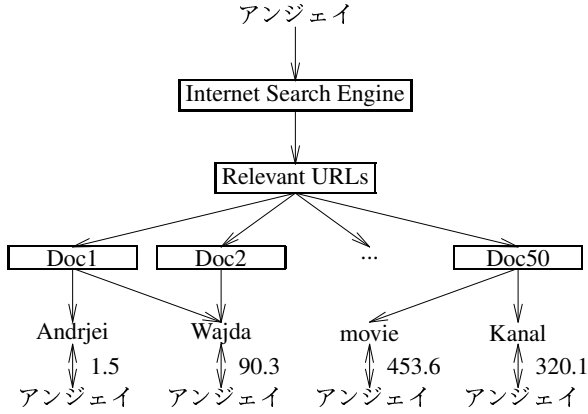 アンジェイ
Internet Search Engine
Relevant URLs
Doc1 Doc2 ... Doc50
Andrjei Wajda movie Kanal
1.5 90.3 453.6 320.1
アンジェイ アンジェイ アンジェイ アンジェイ